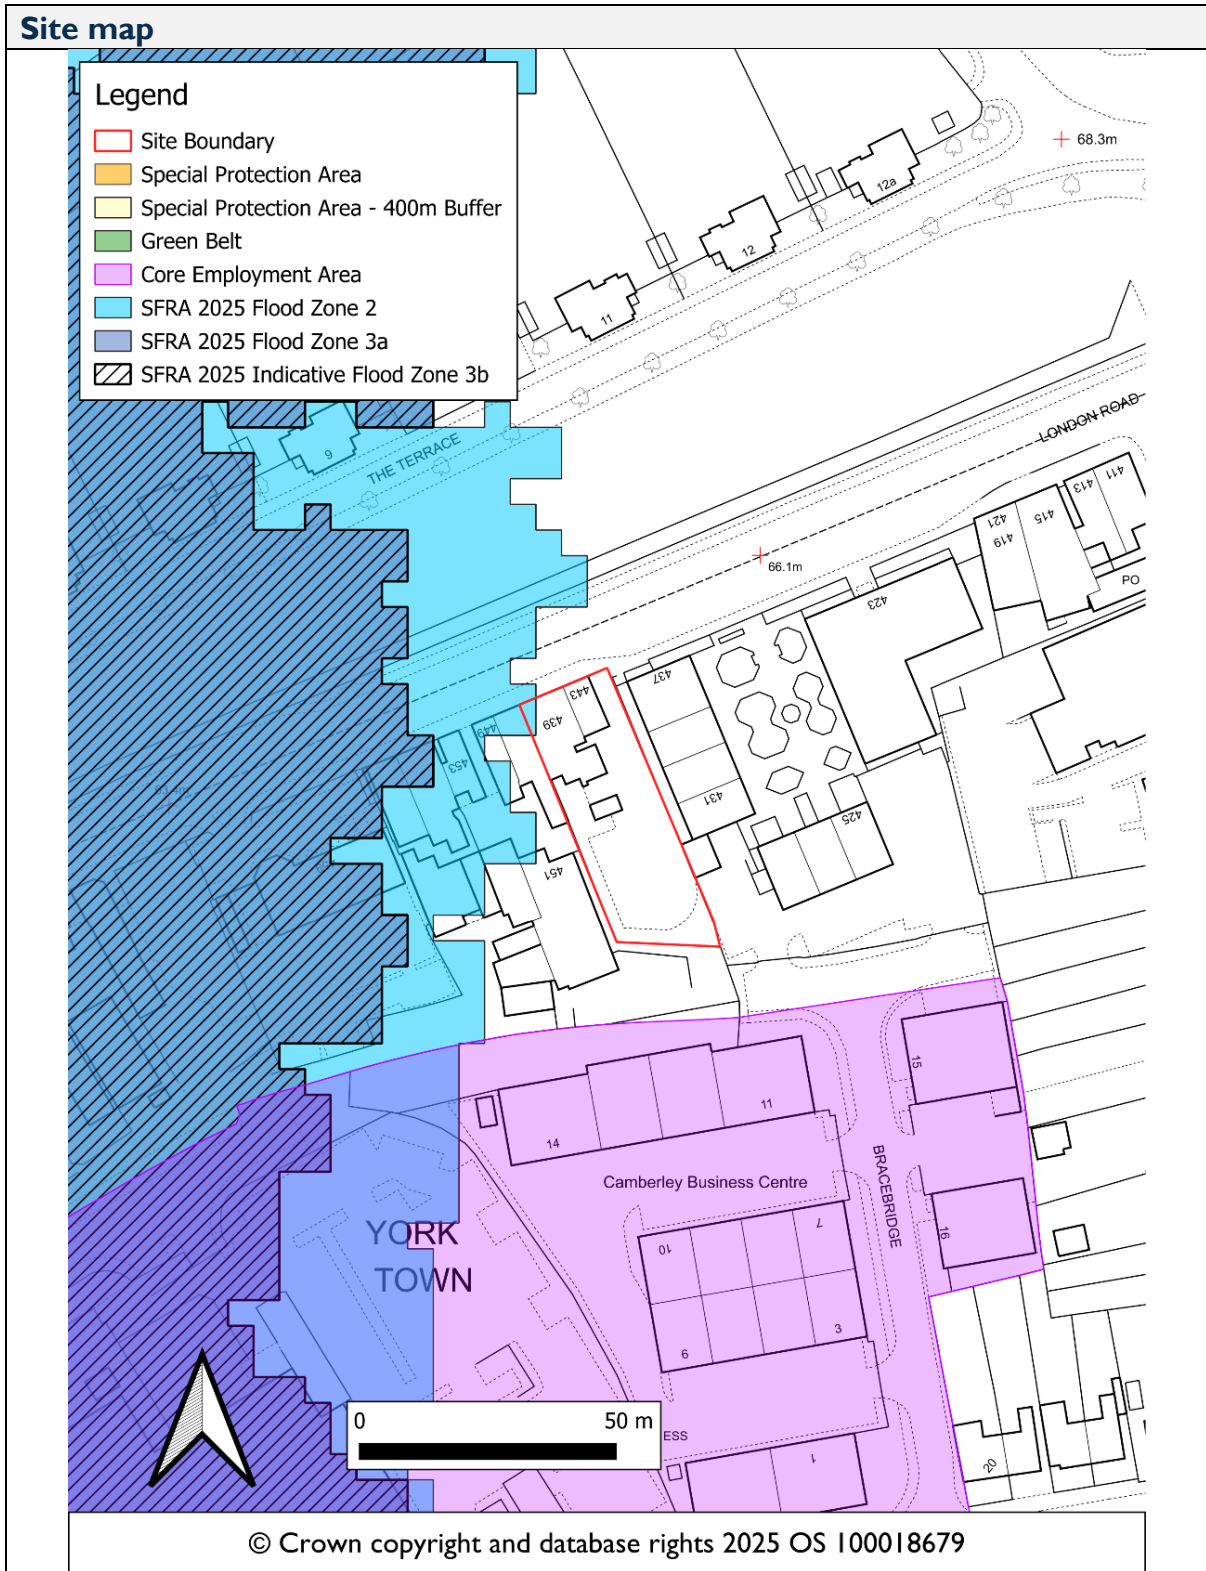 Site map
Legend
Site Boundary
Special Protection Area
Special Protection Area - 400m Buffer
Green Belt
Core Employment Area
SFRA 2025 Flood Zone 2
SFRA 2025 Flood Zone 3a
SFRA 2025 Indicative Flood Zone 3b
68.3m
12a
12
11
9
THE TERRACE
LONDON ROAD
411
413
415
421
419
PO
66.1m
423
437
443
439
449
453
431
425
451
15
11
14
BRACEBRIDGE
Camberley Business Centre
16
YORK
TOWN
7
10
3
6
0
50 m
ESS
1
20
© Crown copyright and database rights 2025 OS 100018679